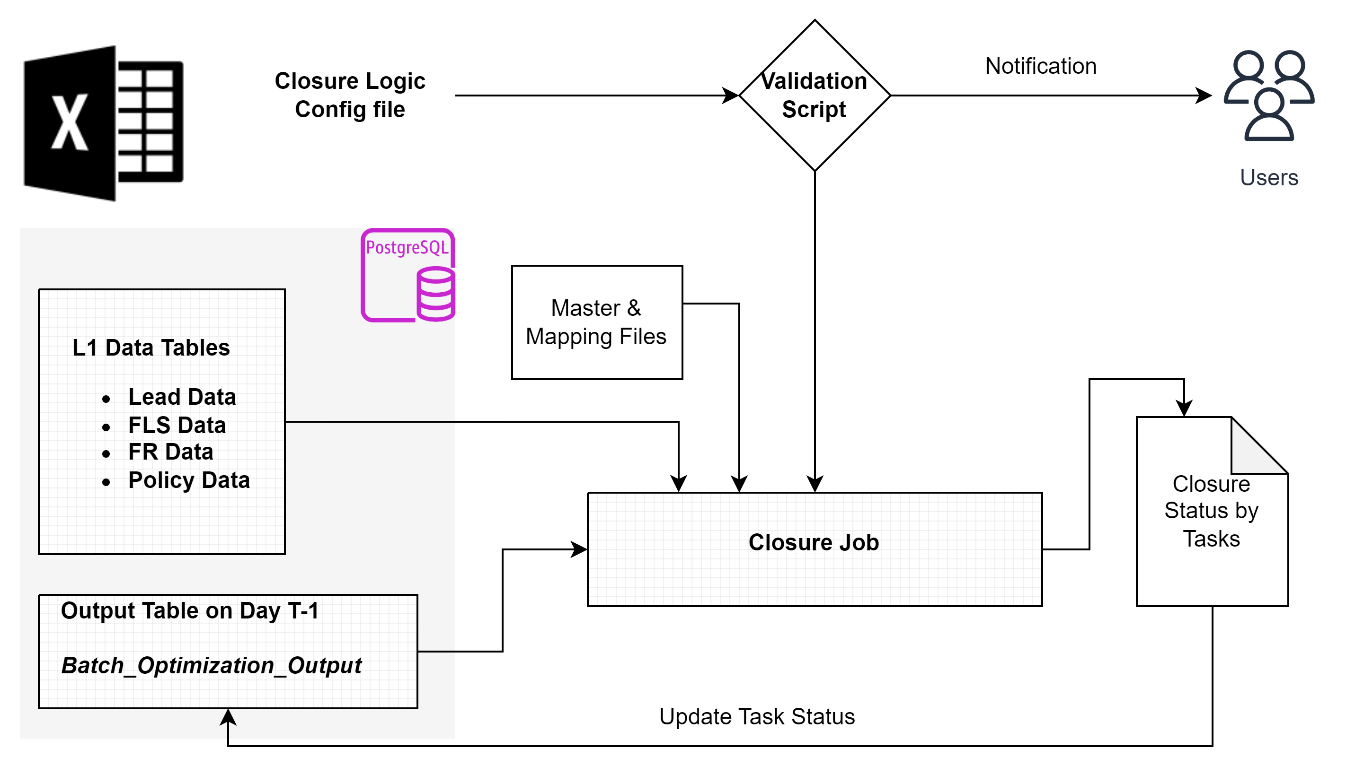 Closure Logic
Config file
Validation
Script
Notification
Users
X
PostgreSQL
L1 Data Tables
Lead Data
FLS Data
FR Data
Policy Data
Master &
Mapping Files
Closure Job
Closure
Status by
Tasks
Output Table on Day T-1
Batch_Optimization_Output
Update Task Status